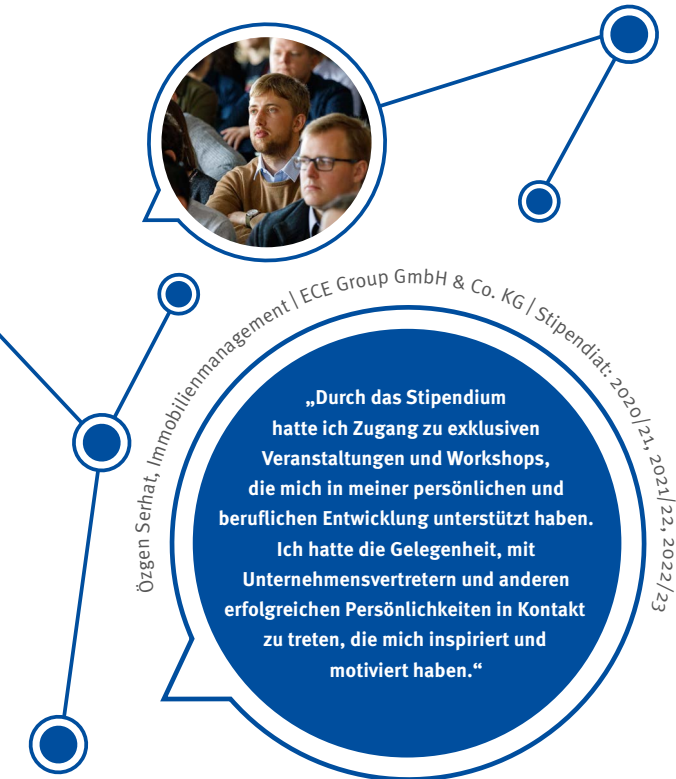 Özgen Serhat, Immobilienmanagement | ECE Group GmbH & Co. KG | Stipendiat: 2020/21, 2021/22, 2022/23
„Durch das Stipendium
hatte ich Zugang zu exklusiven
Veranstaltungen und Workshops,
die mich in meiner persönlichen und
beruflichen Entwicklung unterstützt haben.
Ich hatte die Gelegenheit, mit
Unternehmensvertretern und anderen
erfolgreichen Persönlichkeiten in Kontakt
zu treten, die mich inspiriert und
motiviert haben.“